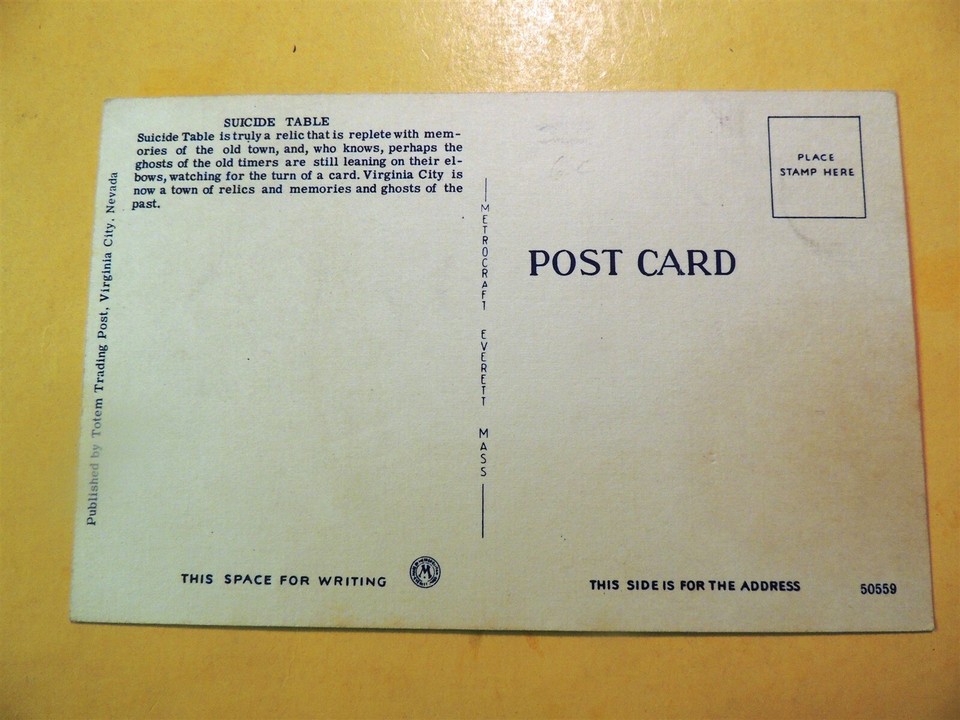 SUICIDE TABLE
Suicide Table is truly a relic that is replete with mem-
ories of the old town, and, who knows, perhaps the
ghosts of the old timers are still leaning on their el-
bows, watching for the turn of a card. Virginia City is
now a town of relics and memories and ghosts of the
past.
Published by Totem Trading Post, Virginia City, Nevada
METROCRAFT EVERETT MASS
PLACE
STAMP HERE
POST CARD
THIS SPACE FOR WRITING
M
THIS SIDE IS FOR THE ADDRESS
50559